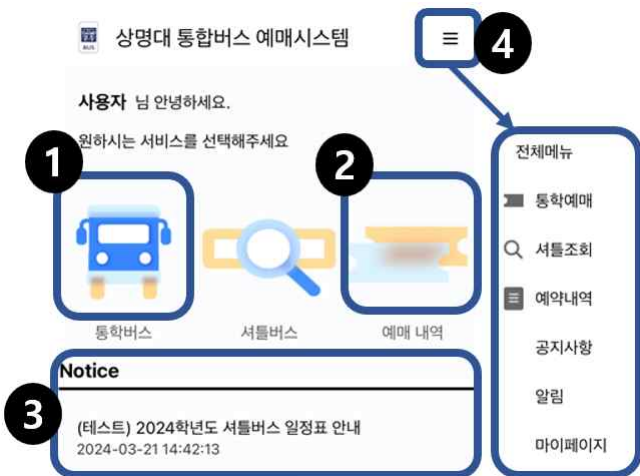 상명대 통합버스 예매시스템
4
사용자 님 안녕하세요.
원하시는 서비스를 선택해주세요
1
2
통학버스
셔틀버스
예매 내역
3
Notice
(테스트) 2024학년도 셔틀버스 일정표 안내
2024-03-21 14:42:13
전체메뉴
통학예매
셔틀조회
예약내역
공지사항
알림
마이페이지